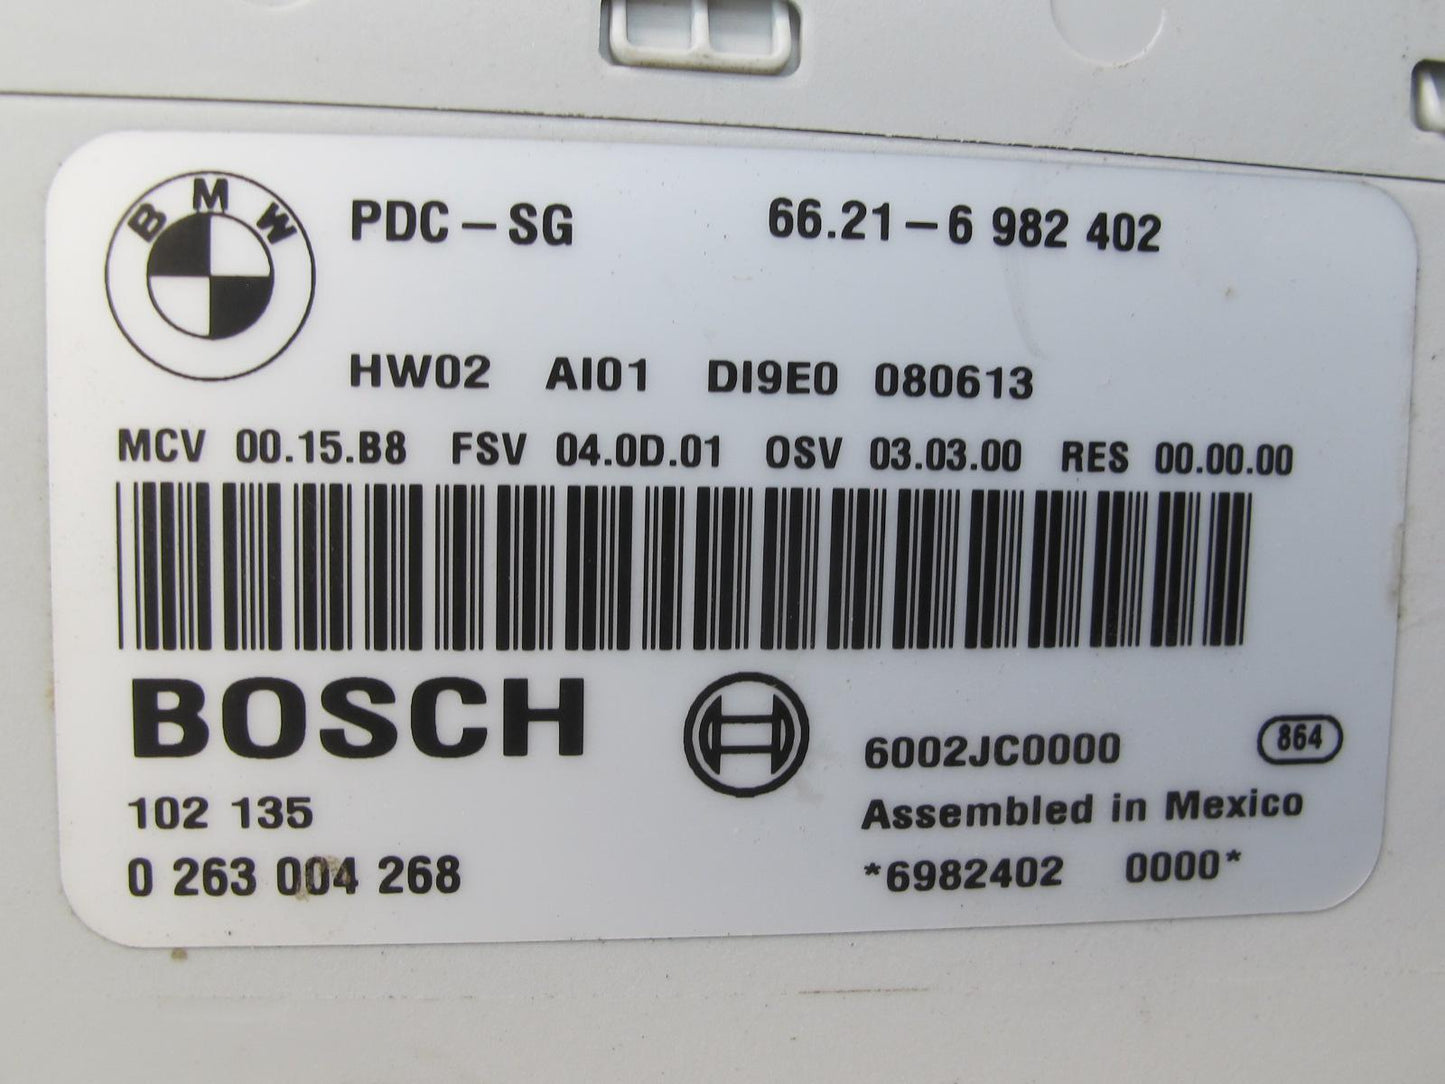 BMW
PDC-SG 66.21-6 982 402
HW02 AI01 DI9E0 080613
MCV 00.15.B8 FSV 04.0D.01 OSV 03.03.00 RES 00.00.00
BOSCH
6002JC0000 864
102 135 Assembled in Mexico
0 263 004 268 *6982402 0000*